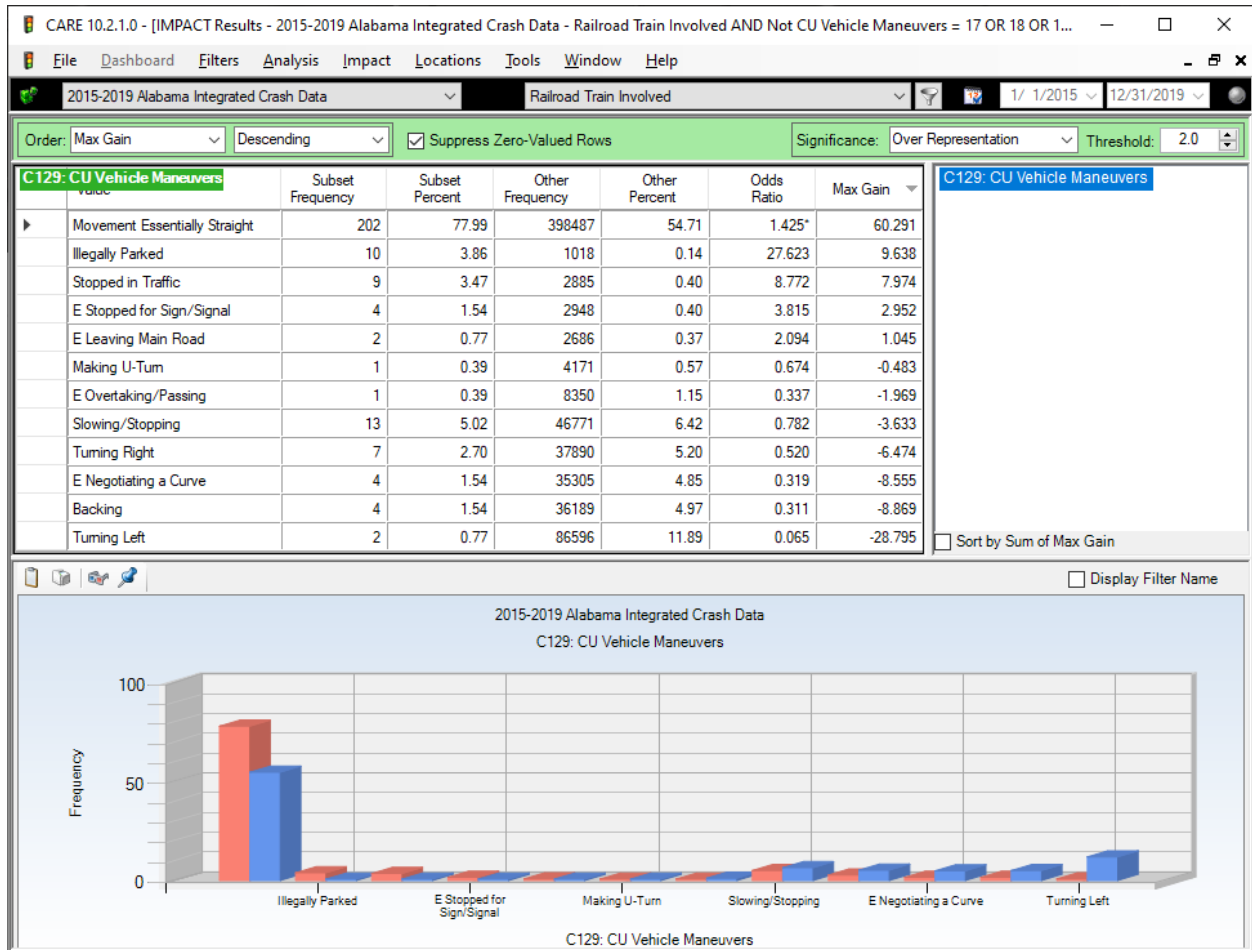 CARE 10.2.1.0 - [IMPACT Results - 2015-2019 Alabama Integrated Crash Data - Railroad Train Involved AND Not CU Vehicle Maneuvers = 17 OR 18 OR 1...
File Dashboard Filters Analysis Impact Locations Tools Window Help
2015-2019 Alabama Integrated Crash Data Railroad Train Involved 1/ 1/2015 12/31/2019
Order: Max Gain Descending Suppress Zero-Valued Rows Significance: Over Representation Threshold: 2.0
C129: CU Vehicle Maneuvers Subset Frequency Subset Percent Other Frequency Other Percent Odds Ratio Max Gain C129: CU Vehicle Maneuvers
Movement Essentially Straight 202 77.99 398487 54.71 1.425* 60.291
Illegally Parked 10 3.86 1018 0.14 27.623 9.638
Stopped in Traffic 9 3.47 2885 0.40 8.772 7.974
E Stopped for Sign/Signal 4 1.54 2948 0.40 3.815 2.952
E Leaving Main Road 2 0.77 2686 0.37 2.094 1.045
Making U-Turn 1 0.39 4171 0.57 0.674 -0.483
E Overtaking/Passing 1 0.39 8350 1.15 0.337 -1.969
Slowing/Stopping 13 5.02 46771 6.42 0.782 -3.633
Turning Right 7 2.70 37890 5.20 0.520 -6.474
E Negotiating a Curve 4 1.54 35305 4.85 0.319 -8.555
Backing 4 1.54 36189 4.97 0.311 -8.869
Turning Left 2 0.77 86596 11.89 0.065 -28.795
Sort by Sum of Max Gain
Display Filter Name
2015-2019 Alabama Integrated Crash Data
C129: CU Vehicle Maneuvers
100
50
0
Frequency
Illegally Parked E Stopped for Sign/Signal Making U-Turn Slowing/Stopping E Negotiating a Curve Turning Left
C129: CU Vehicle Maneuvers